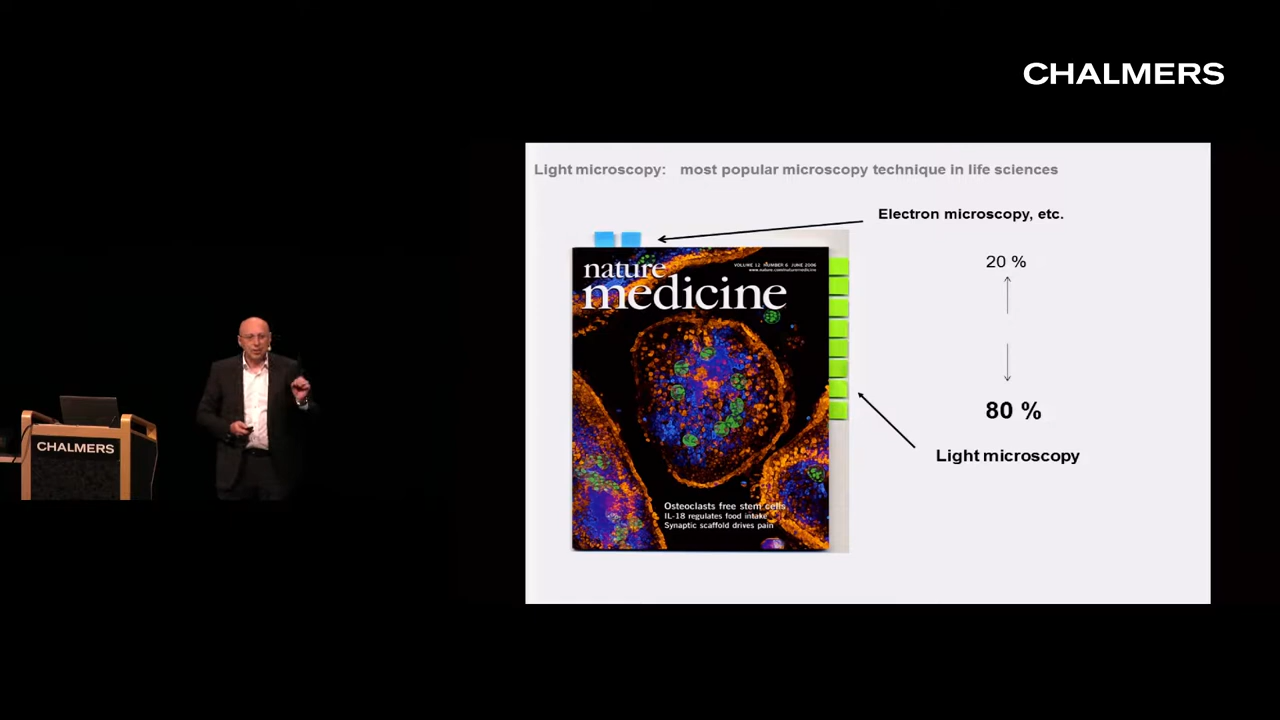 CHALMERS
Light microscopy: most popular microscopy technique in life sciences
Electron microscopy, etc.
20 %
80 %
Light microscopy
nature
medicine
VOLUME 12 NUMBER 6 JUNE 2006
www.nature.com/naturemedicine
Osteoclasts free stem cells
IL-18 regulates food intake
Synaptic scaffold drives pain
CHALMERS